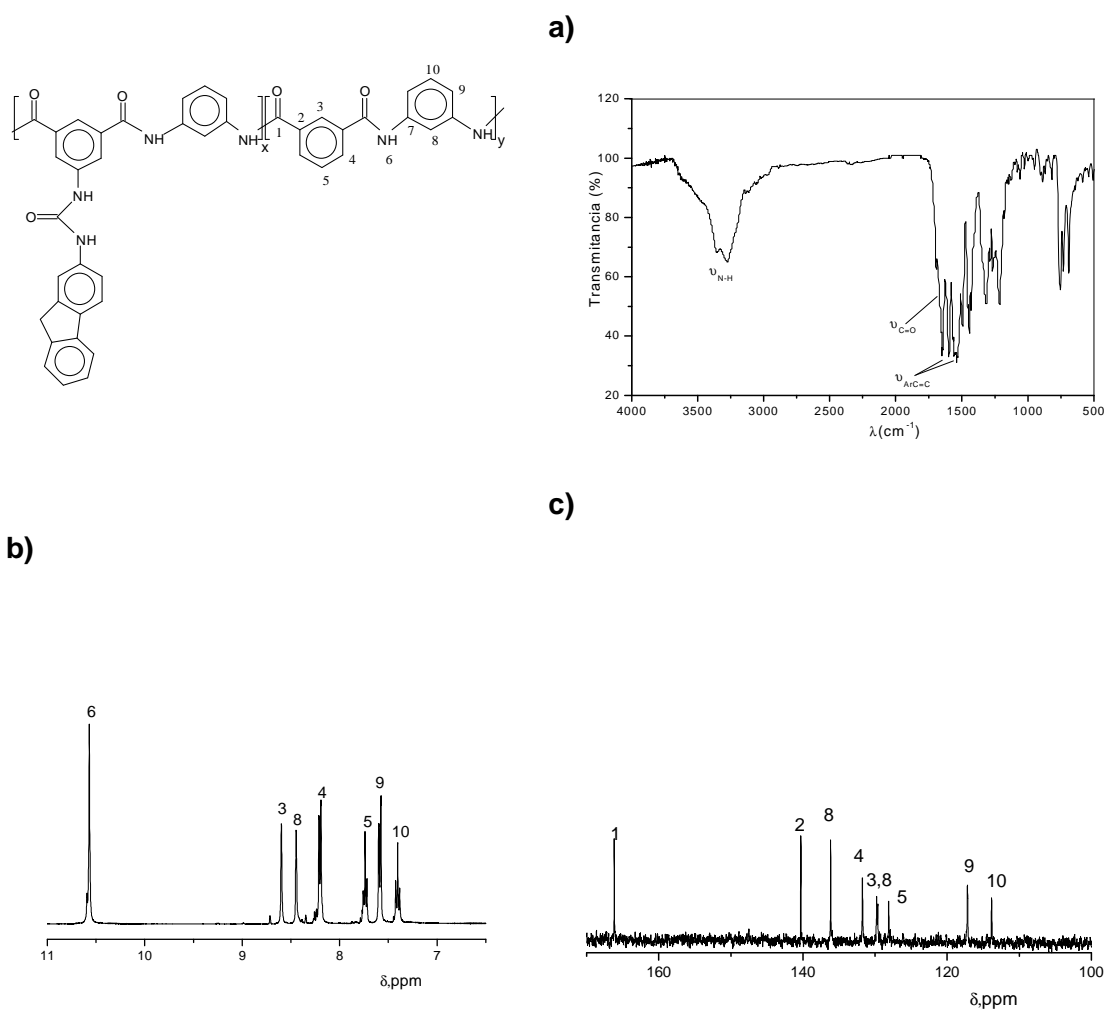 a)
O
O
NH
NH
x
NH
O
NH
NH
O
1
2
3
4
5
O
NH
6
7
8
9
10
NH
y
120
100
80
60
40
20
Transmitancia (%)
υN-H
υC=O
υArC=C
4000 3500 3000 2500 2000 1500 1000 500
λ(cm-1)
b)
6
3
8
4
5
9
10
11 10 9 8 7
δ,ppm
c)
1
2
8
4
3,8
5
9
10
160 140 120 100
δ,ppm